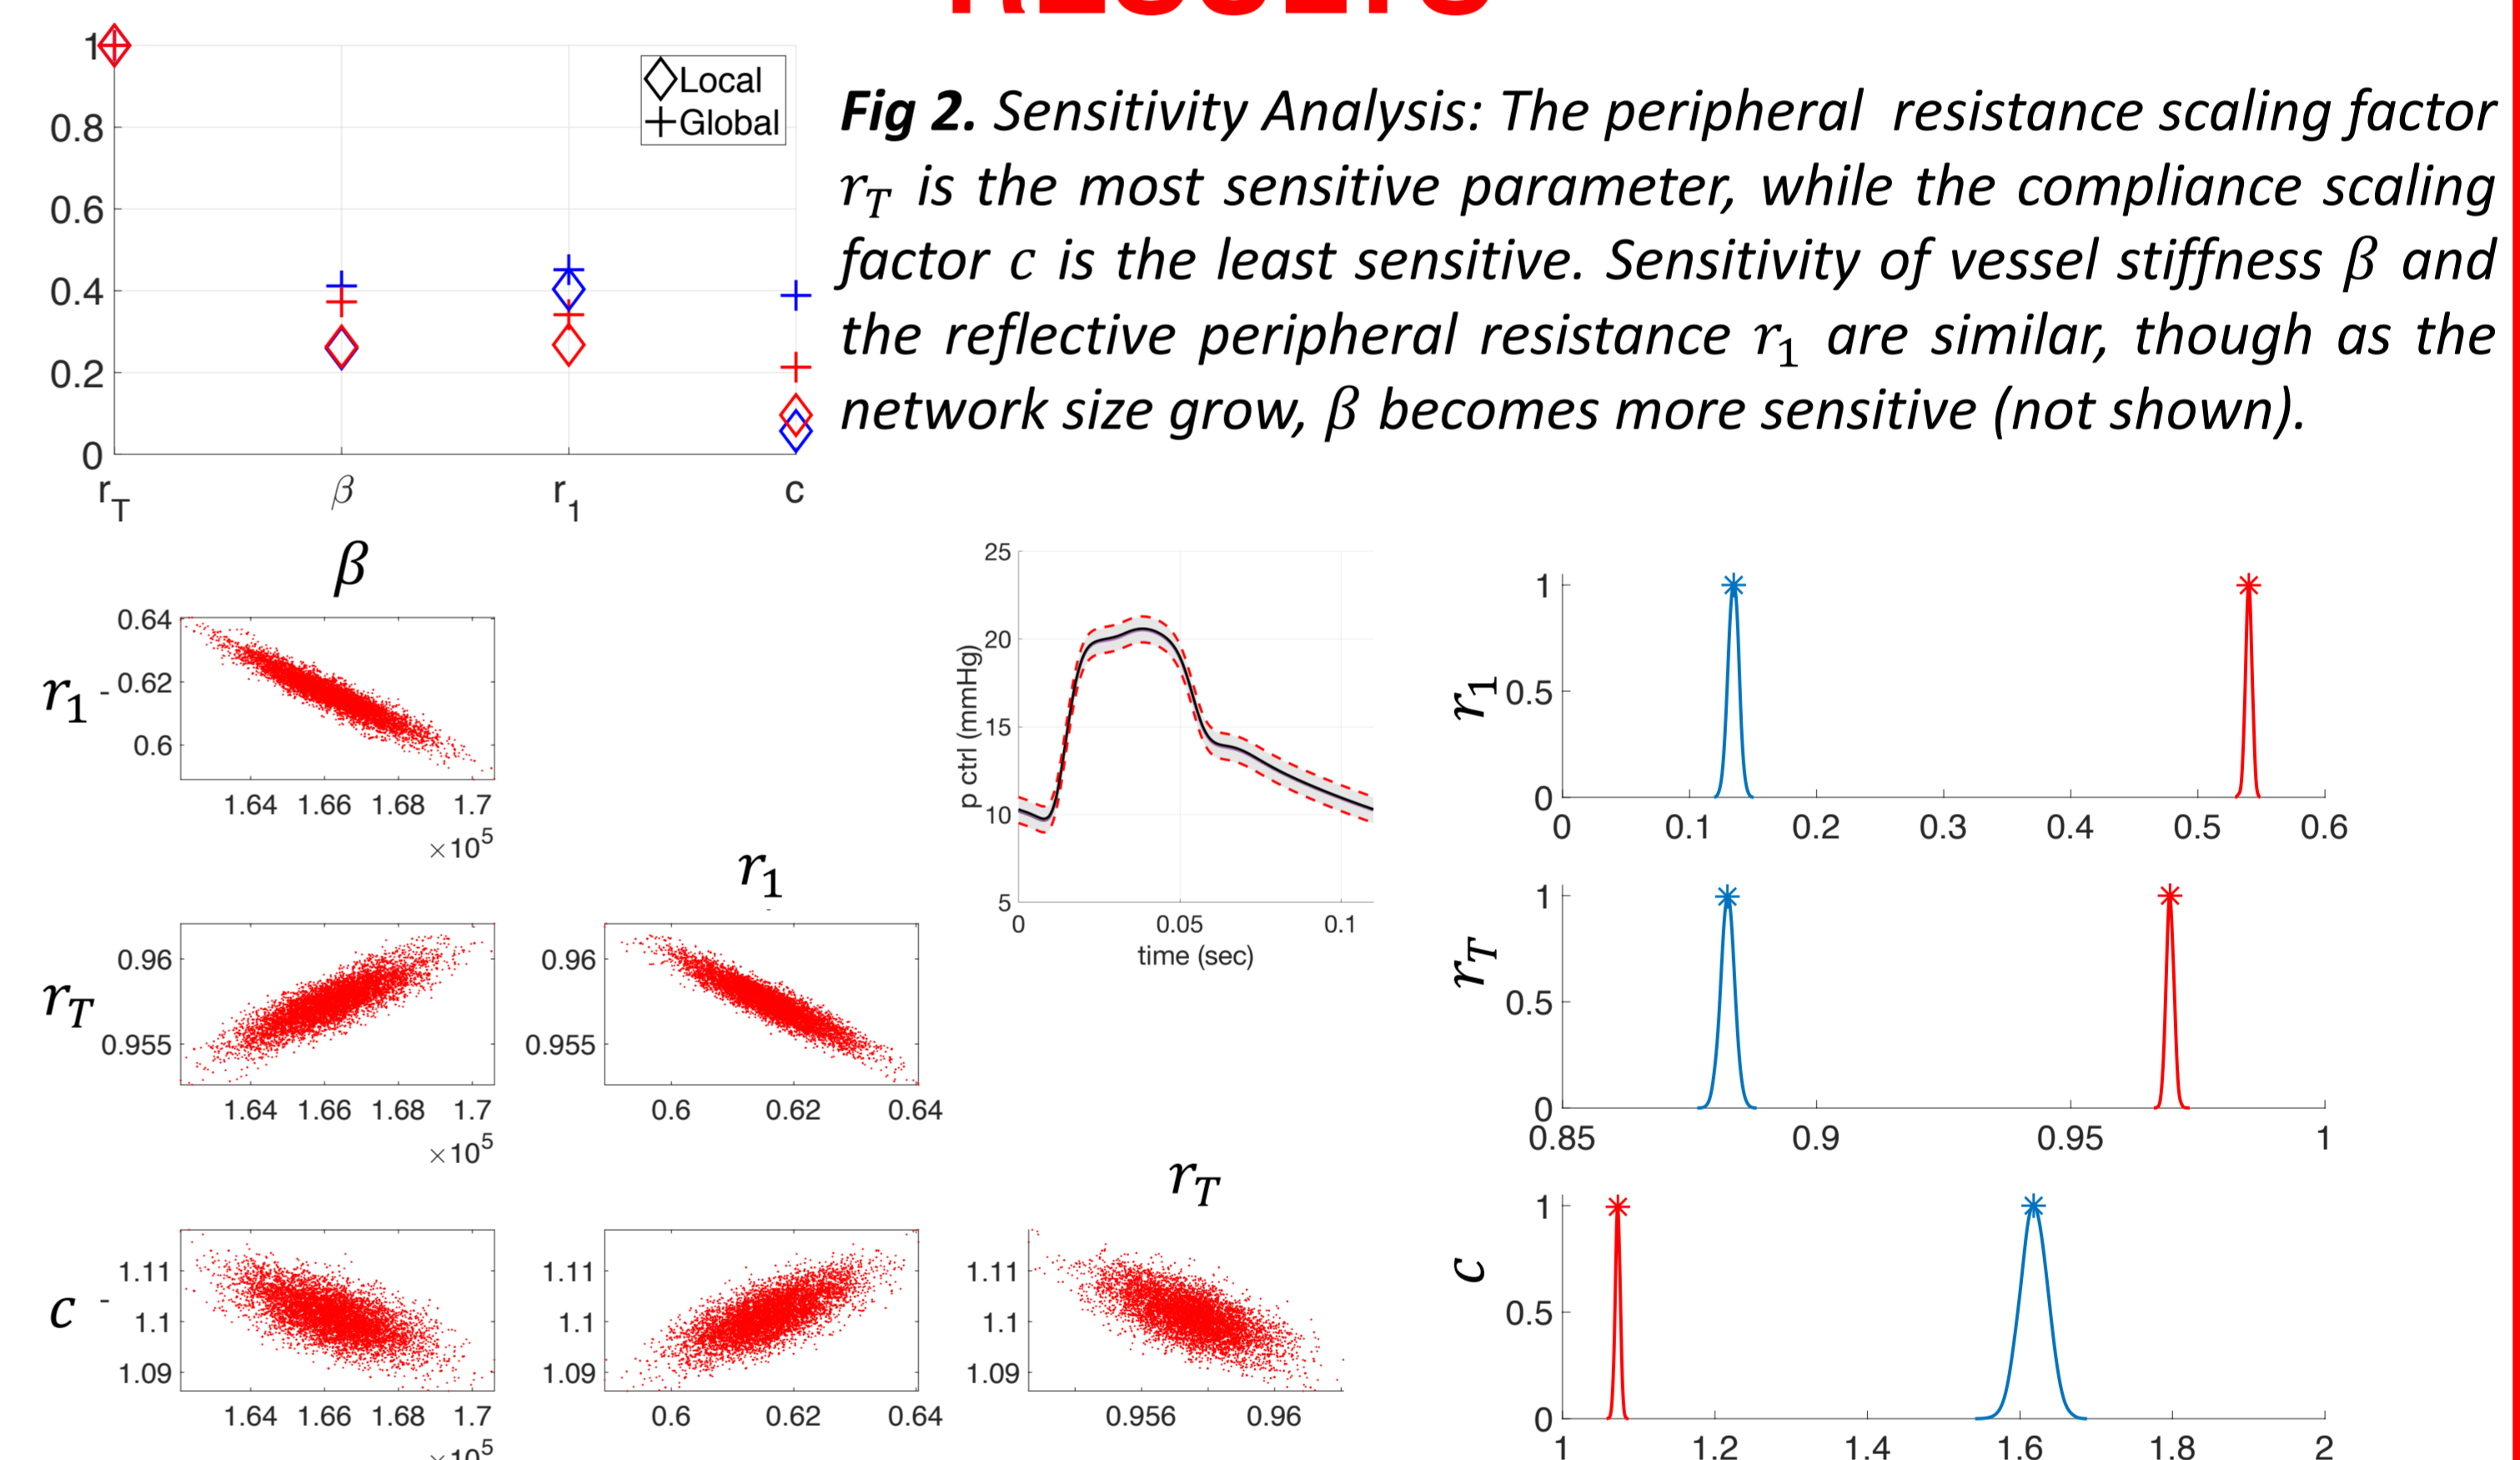 RESULTS
1
0.8
0.6
0.4
0.2
0
r_T β r_1 c
◇Local
+Global
Fig 2. Sensitivity Analysis: The peripheral resistance scaling factor
r_T is the most sensitive parameter, while the compliance scaling
factor c is the least sensitive. Sensitivity of vessel stiffness β and
the reflective peripheral resistance r_1 are similar, though as the
network size grow, β becomes more sensitive (not shown).
β
r_1 -
0.64
0.62
0.6
1.64 1.66 1.68 1.7
×10^5
r_1
r_T
0.96
0.955
1.64 1.66 1.68 1.7
×10^5
0.96
0.955
0.6 0.62 0.64
r_T
c -
1.11
1.1
1.09
1.64 1.66 1.68 1.7
×10^5
1.11
1.1
1.09
0.6 0.62 0.64
1.11
1.1
1.09
0.956 0.96
p ctrl (mmHg)
25
20
15
10
5
0 0.05 0.1
time (sec)
r_1
1
0.5
0
0 0.1 0.2 0.3 0.4 0.5 0.6
r_T
1
0.5
0
0.85 0.9 0.95 1
c
1
0.5
0
1 1.2 1.4 1.6 1.8 2